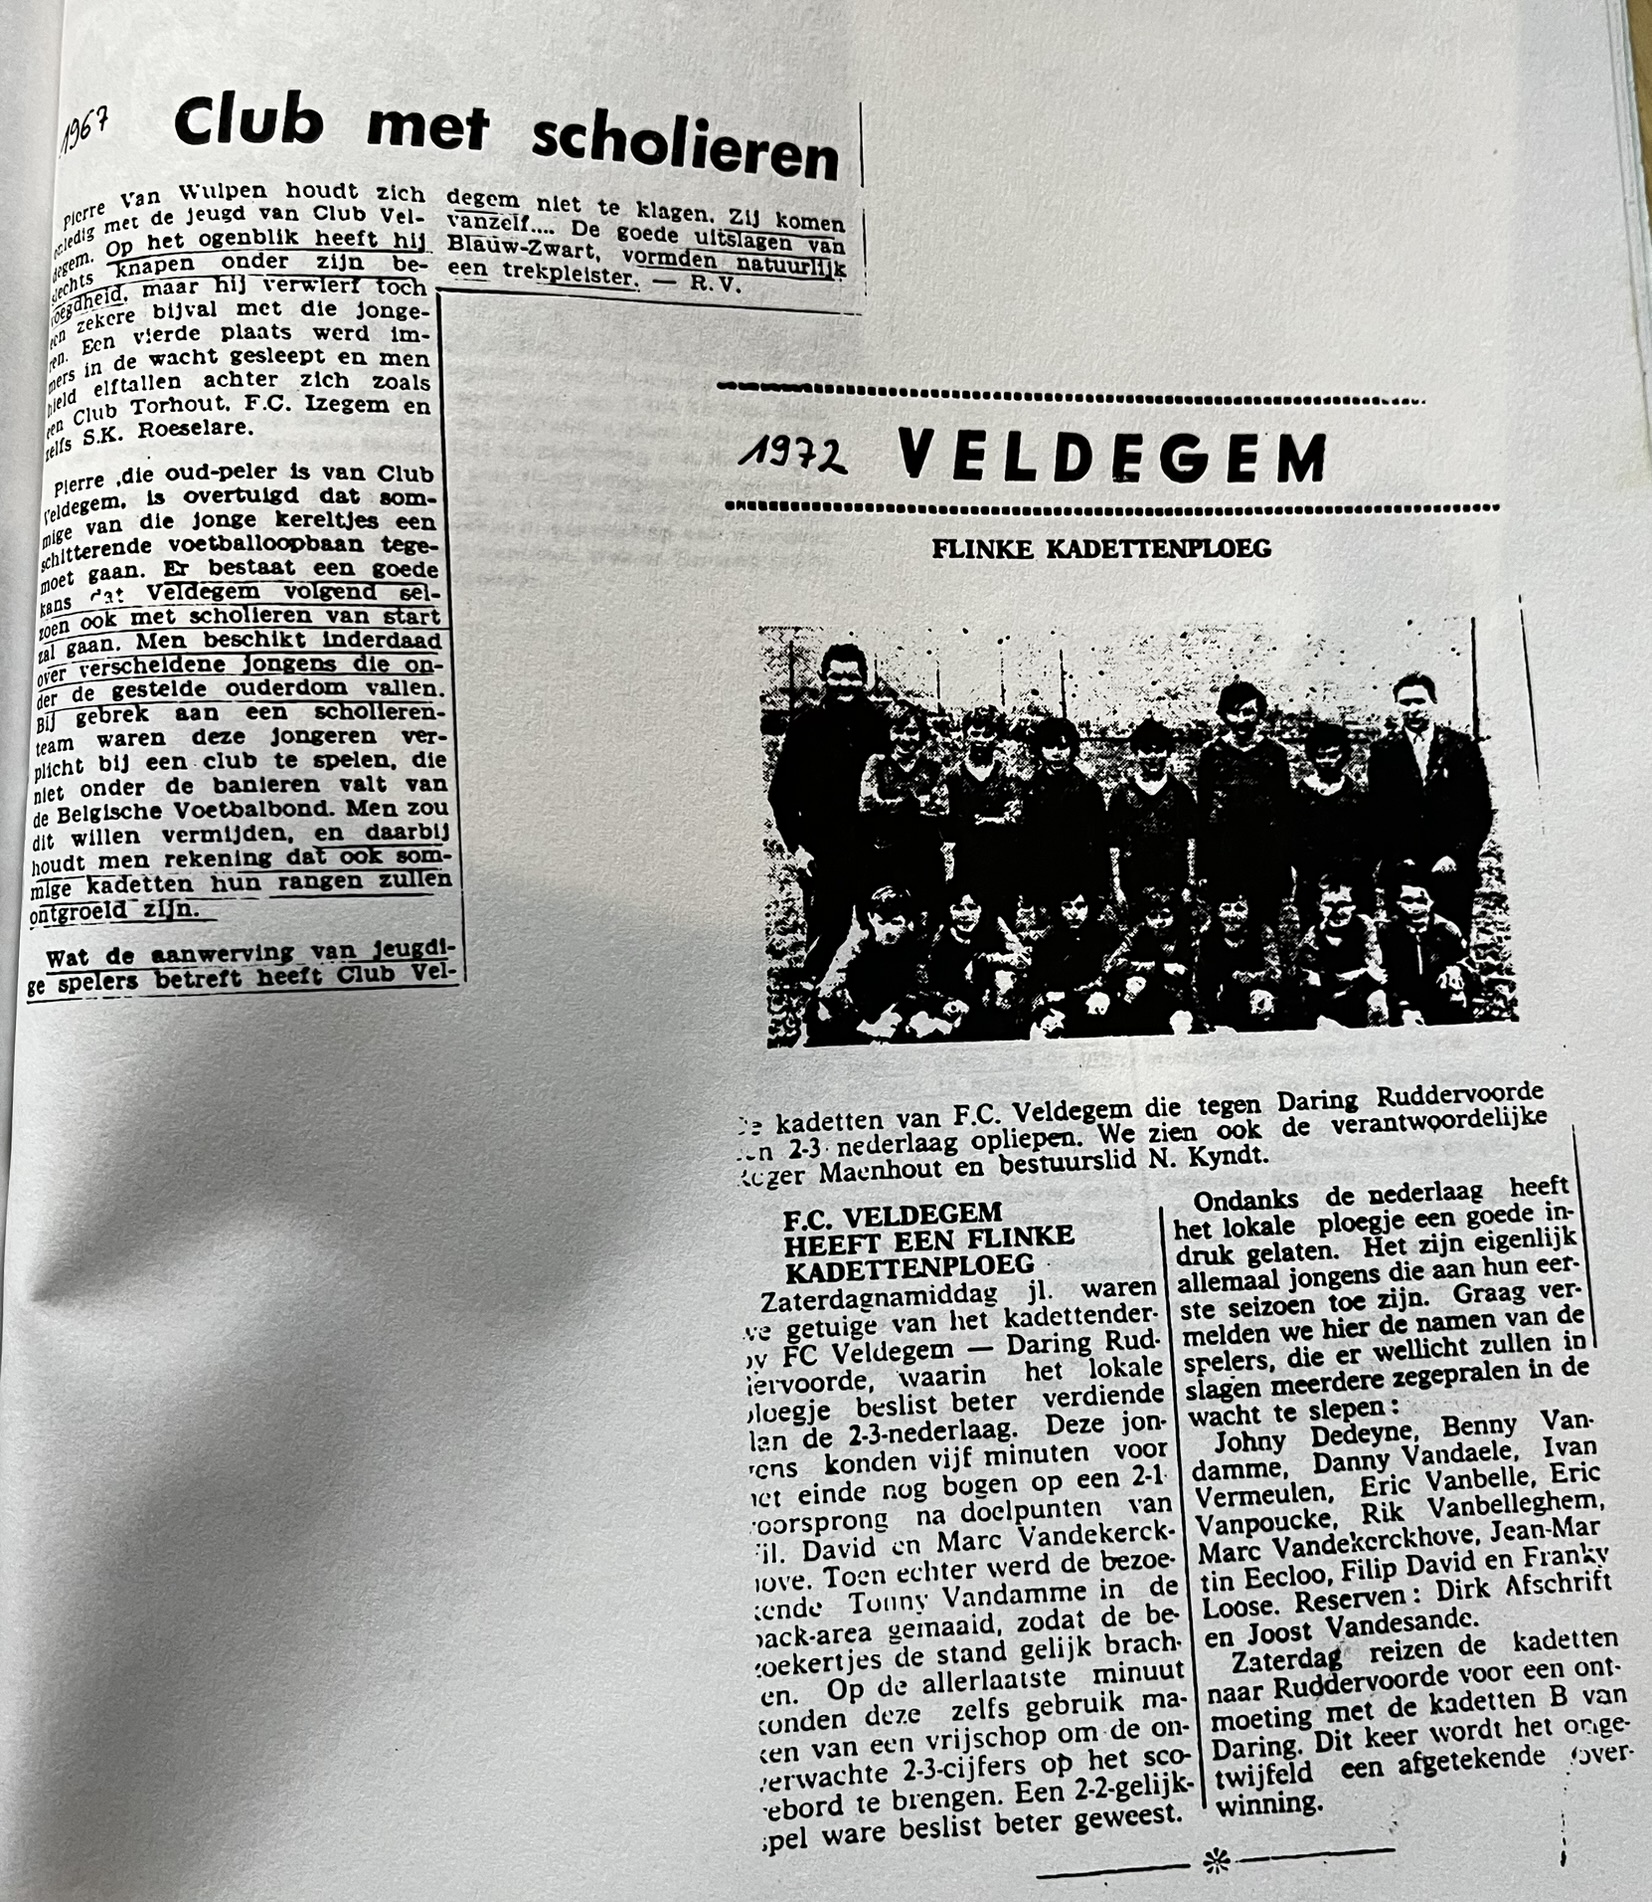 1967
Club met scholieren
Pierre Van Wulpen houdt zich
volledig met de jeugd van Club Vel-
degem. Op het ogenblik heeft hij
slechts knapen onder zijn be-
voegdheid, maar hij verwierf toch
een zekere bijval met die jonge-
ren. Een vierde plaats werd im-
mers in de wacht gesleept en men
hield elftallen achter zich zoals
een Club Torhout, F.C. Izegem en
zelfs S.K. Roeselare.
Pierre ,die oud-peler is van Club
Veldegem, is overtuigd dat som-
mige van die jonge kereltjes een
schitterende voetballoopbaan tege-
moet gaan. Er bestaat een goede
kans dat Veldegem volgend sei-
zoen ook met scholieren van start
zal gaan. Men beschikt inderdaad
over verscheidene jongens die on-
der de gestelde ouderdom vallen.
Bij gebrek aan een scholieren-
team waren deze jongeren ver-
plicht bij een club te spelen, die
niet onder de banieren valt van
de Belgische Voetbalbond. Men zou
dit willen vermijden, en daarbij
houdt men rekening dat ook som-
mige kadetten hun rangen zullen
ontgroeid zijn.
Wat de aanwerving van jeugdi-
ge spelers betreft heeft Club Vel-
degem niet te klagen. Zij komen
vanzelf.... De goede uitslagen van
Blauw-Zwart, vormden natuurlijk
een trekpleister. — R.V.
1972 VELDEGEM
FLINKE KADETTENPLOEG
De kadetten van F.C. Veldegem die tegen Daring Ruddervoorde
een 2-3 nederlaag opliepen. We zien ook de verantwoordelijke
Roger Maenhout en bestuurslid N. Kyndt.
F.C. VELDEGEM
HEEFT EEN FLINKE
KADETTENPLOEG
Zaterdagnamiddag jl. waren
we getuige van het kadettender-
by FC Veldegem — Daring Rud-
dervoorde, waarin het lokale
ploegje beslist beter verdiende
dan de 2-3-nederlaag. Deze jon-
gens konden vijf minuten voor
het einde nog bogen op een 2-1
voorsprong na doelpunten van
Fil. David en Marc Vandekerck-
hove. Toen echter werd de bezoe-
kende Tonny Vandamme in de
back-area gemaaid, zodat de be-
zoekertjes de stand gelijk brach-
en. Op de allerlaatste minuut
konden deze zelfs gebruik ma-
ken van een vrijschop om de on-
verwachte 2-3-cijfers op het sco-
rebord te brengen. Een 2-2-gelijk-
spel ware beslist beter geweest.
Ondanks de nederlaag heeft
het lokale ploegje een goede in-
druk gelaten. Het zijn eigenlijk
allemaal jongens die aan hun eer-
ste seizoen toe zijn. Graag ver-
melden we hier de namen van de
spelers, die er wellicht zullen in
slagen meerdere zegepralen in de
wacht te slepen:
Johny Dedeyne, Benny Van-
damme, Danny Vandaele, Ivan
Vermeulen, Eric Vanbelle, Eric
Vanpoucke, Rik Vanbelleghem,
Marc Vandekerckhove, Jean-Mar
tin Eecloo, Filip David en Franky
Loose. Reserven: Dirk Afschrift
en Joost Vandesande.
Zaterdag reizen de kadetten
naar Ruddervoorde voor een ont-
moeting met de kadetten B van
Daring. Dit keer wordt het onge-
twijfeld een afgetekende over-
winning.